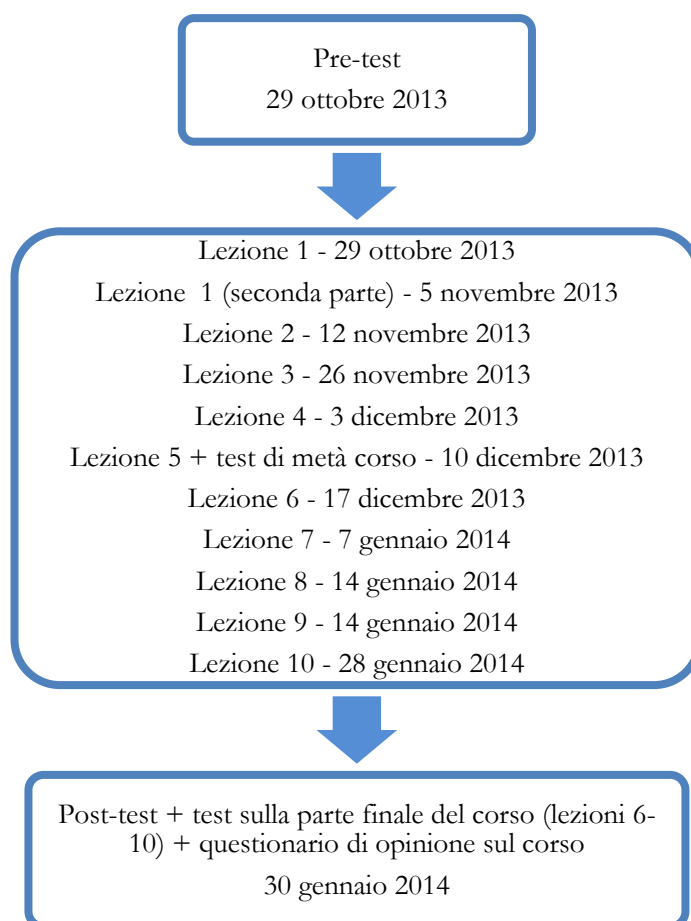 Pre-test
29 ottobre 2013
Lezione 1 - 29 ottobre 2013
Lezione 1 (seconda parte) - 5 novembre 2013
Lezione 2 - 12 novembre 2013
Lezione 3 - 26 novembre 2013
Lezione 4 - 3 dicembre 2013
Lezione 5 + test di metà corso - 10 dicembre 2013
Lezione 6 - 17 dicembre 2013
Lezione 7 - 7 gennaio 2014
Lezione 8 - 14 gennaio 2014
Lezione 9 - 14 gennaio 2014
Lezione 10 - 28 gennaio 2014
Post-test + test sulla parte finale del corso (lezioni 6-
10) + questionario di opinione sul corso
30 gennaio 2014